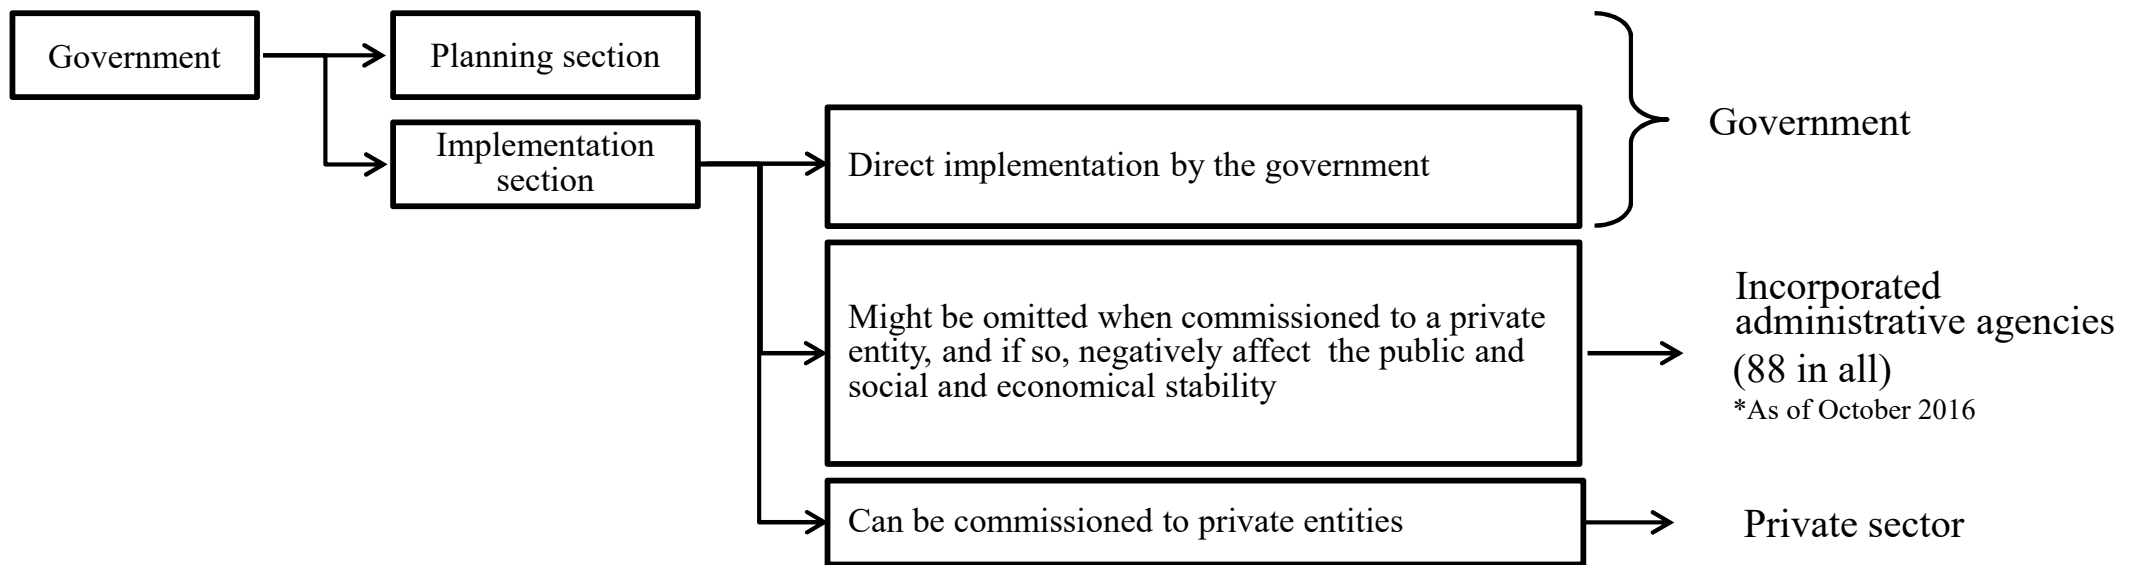 Government
Planning section
Implementation
section
Direct implementation by the government
Government
Might be omitted when commissioned to a private
entity, and if so, negatively affect  the public and
social and economical stability
Incorporated
administrative agencies
(88 in all)
*As of October 2016
Can be commissioned to private entities
Private sector